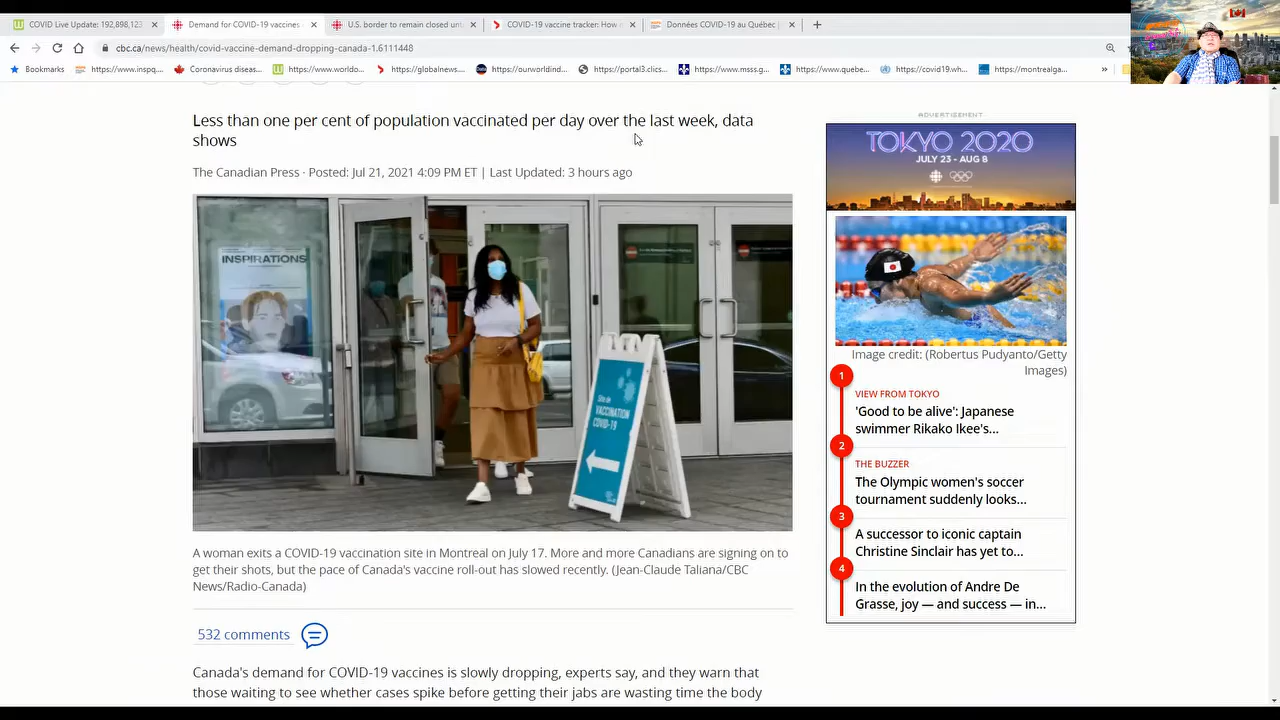 COVID Live Update: 192,898,123
Demand for COVID-19 vaccines
U.S. border to remain closed unt
COVID-19 vaccine tracker: How
Données COVID-19 au Québec
cbc.ca/news/health/covid-vaccine-demand-dropping-canada-1.6111448
Bookmarks
https://www.inspq....
Coronavirus diseas...
https://www.worldo...
https://globalnews....
https://ourworldind...
https://portal3.clics...
https://www.msss.g...
https://www.quebe...
https://covid19.wh...
https://montrealga...
Less than one per cent of population vaccinated per day over the last week, data
shows
The Canadian Press · Posted: Jul 21, 2021 4:09 PM ET | Last Updated: 3 hours ago
INSPIRATIONS
VACCINATION
COVID-19
A woman exits a COVID-19 vaccination site in Montreal on July 17. More and more Canadians are signing on to
get their shots, but the pace of Canada's vaccine roll-out has slowed recently. (Jean-Claude Taliana/CBC
News/Radio-Canada)
532 comments
Canada's demand for COVID-19 vaccines is slowly dropping, experts say, and they warn that
those waiting to see whether cases spike before getting their jabs are wasting time the body
ADVERTISEMENT
TOKYO 2020
JULY 23 - AUG 8
Image credit: (Robertus Pudyanto/Getty
Images)
1
VIEW FROM TOKYO
'Good to be alive': Japanese
swimmer Rikako Ikee's...
2
THE BUZZER
The Olympic women's soccer
tournament suddenly looks...
3
A successor to iconic captain
Christine Sinclair has yet to...
4
In the evolution of Andre De
Grasse, joy — and success — in...